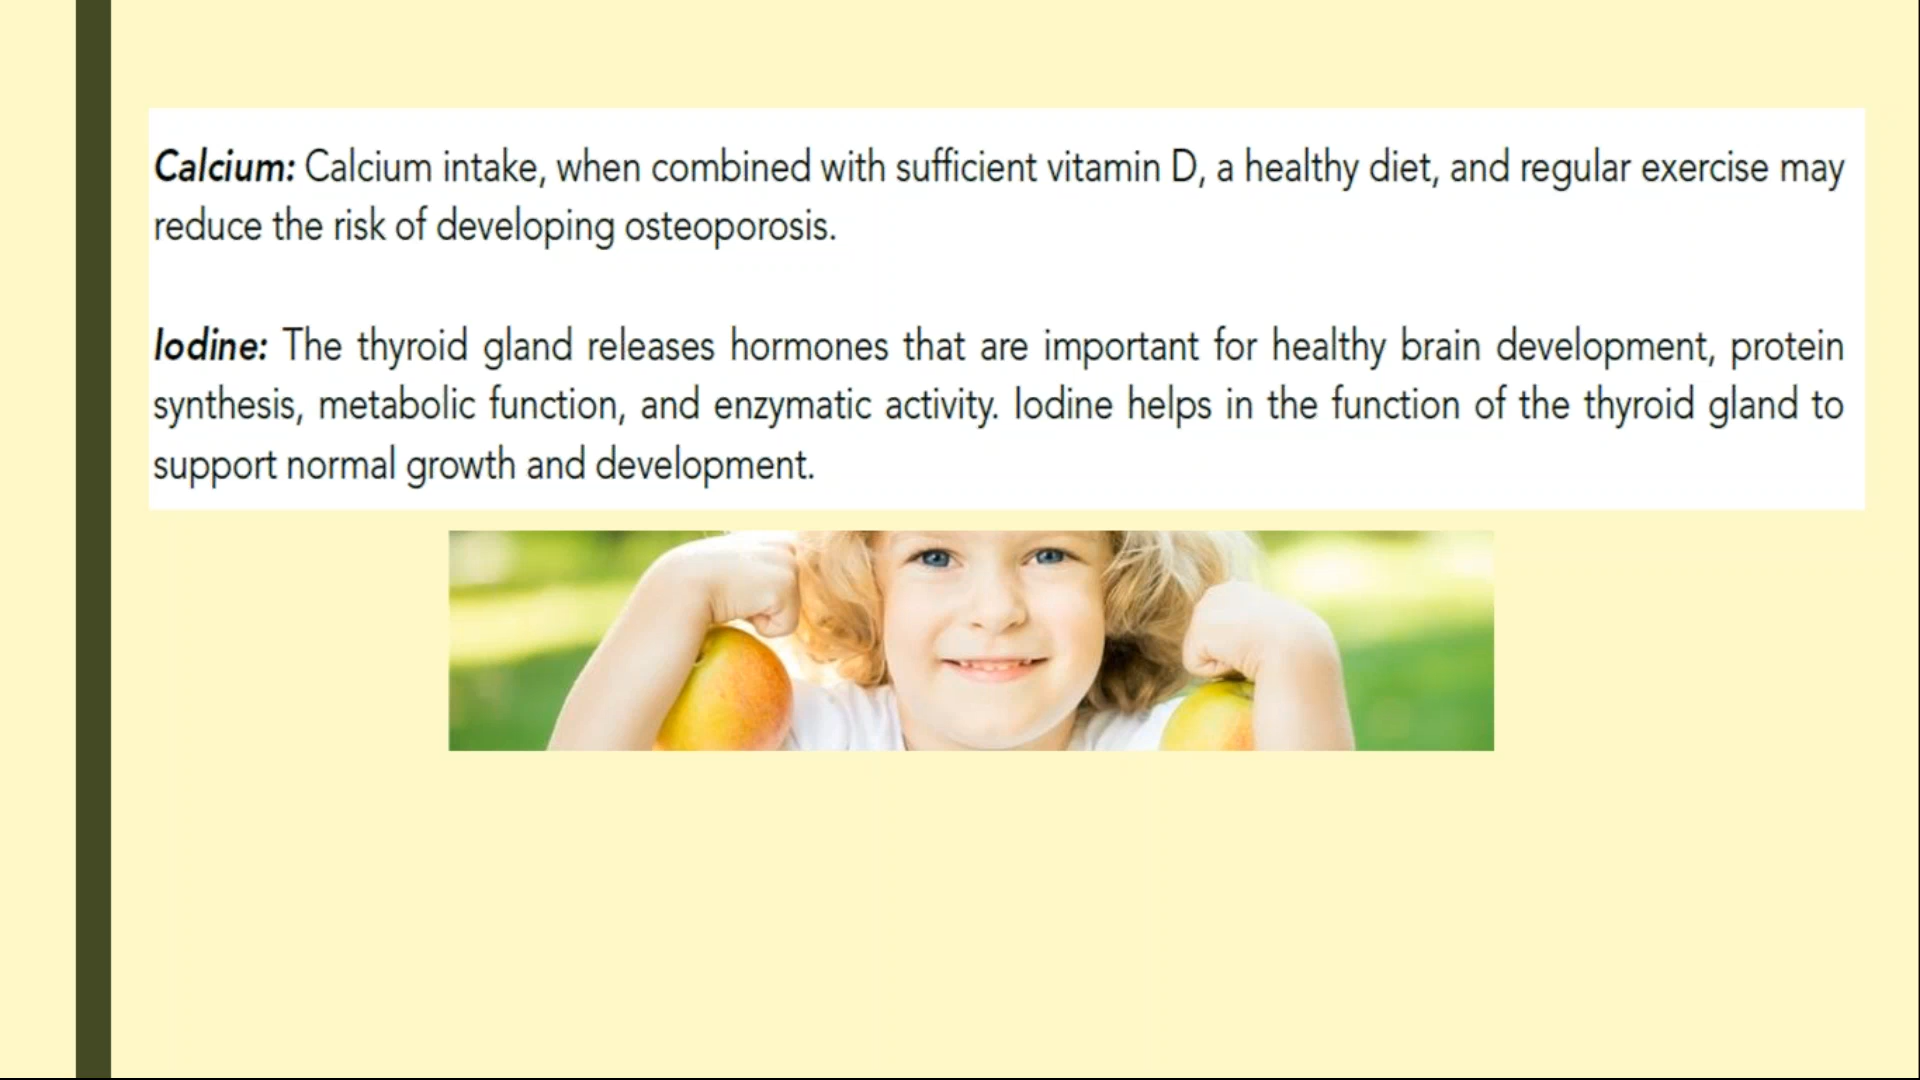 Calcium: Calcium intake, when combined with sufficient vitamin D, a healthy diet, and regular exercise may
reduce the risk of developing osteoporosis.
Iodine: The thyroid gland releases hormones that are important for healthy brain development, protein
synthesis, metabolic function, and enzymatic activity. Iodine helps in the function of the thyroid gland to
support normal growth and development.